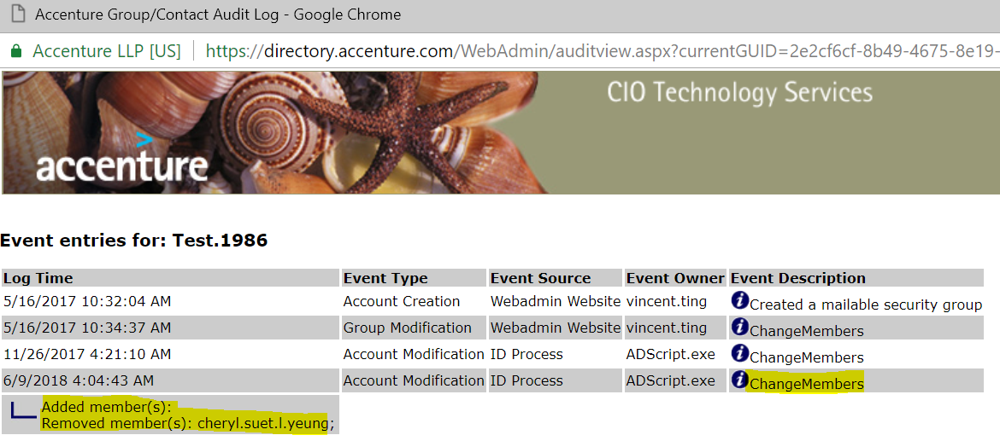 Accenture Group/Contact Audit Log - Google Chrome
Accenture LLP [US] https://directory.accenture.com/WebAdmin/auditview.aspx?currentGUID=2e2cf6cf-8b49-4675-8e19-
CIO Technology Services
>
accenture
Event entries for: Test.1986
Log Time Event Type Event Source Event Owner Event Description
5/16/2017 10:32:04 AM Account Creation Webadmin Website vincent.ting Created a mailable security group
5/16/2017 10:34:37 AM Group Modification Webadmin Website vincent.ting ChangeMembers
11/26/2017 4:21:10 AM Account Modification ID Process ADScript.exe ChangeMembers
6/9/2018 4:04:43 AM Account Modification ID Process ADScript.exe ChangeMembers
Added member(s):
Removed member(s): cheryl.suet.l.yeung;